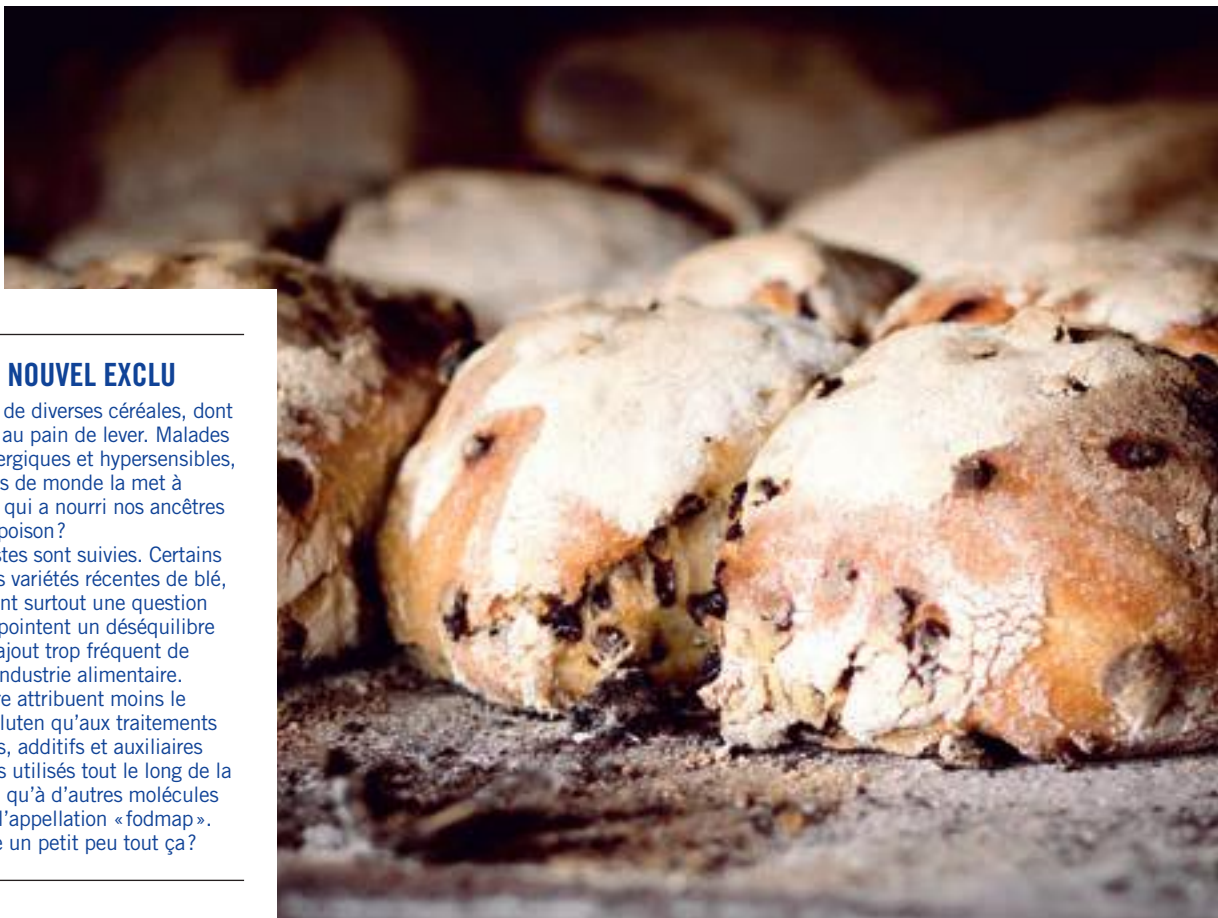 NOUVEL EXCLU
de diverses céréales, dont
au pain de lever. Malades
ergiques et hypersensibles,
s de monde la met à
qui a nourri nos ancêtres
poison ?
stes sont suivies. Certains
s variétés récentes de blé,
nt surtout une question
pointent un déséquilibre
ajout trop fréquent de
industrie alimentaire.
re attribuent moins le
luten qu’aux traitements
s, additifs et auxiliaires
s utilisés tout le long de la
qu’à d’autres molécules
l’appellation « fodmap ».
e un petit peu tout ça ?